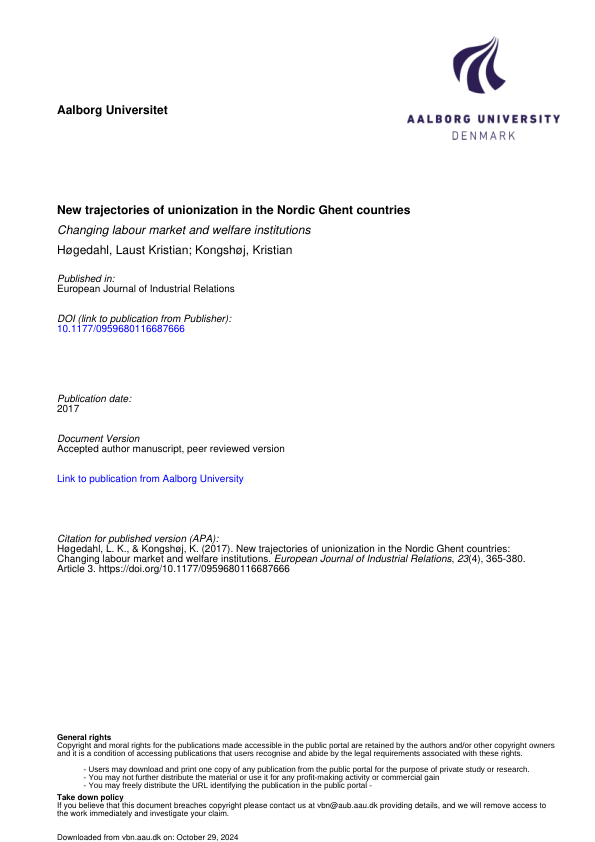 Aalborg Universitet
AALBORG UNIVERSITY
DENMARK
New trajectories of unionization in the Nordic Ghent countries
Changing labour market and welfare institutions
Høgedahl, Laust Kristian; Kongshøj, Kristian
Published in:
European Journal of Industrial Relations
DOI (link to publication from Publisher):
10.1177/0959680116687666
Publication date:
2017
Document Version
Accepted author manuscript, peer reviewed version
Link to publication from Aalborg University
Citation for published version (APA):
Høgedahl, L. K., & Kongshøj, K. (2017). New trajectories of unionization in the Nordic Ghent countries:
Changing labour market and welfare institutions. European Journal of Industrial Relations, 23(4), 365-380.
Article 3. https://doi.org/10.1177/0959680116687666
General rights
Copyright and moral rights for the publications made accessible in the public portal are retained by the authors and/or other copyright owners
and it is a condition of accessing publications that users recognise and abide by the legal requirements associated with these rights.
- Users may download and print one copy of any publication from the public portal for the purpose of private study or research.
- You may not further distribute the material or use it for any profit-making activity or commercial gain
- You may freely distribute the URL identifying the publication in the public portal -
Take down policy
If you believe that this document breaches copyright please contact us at vbn@aub.aau.dk providing details, and we will remove access to
the work immediately and investigate your claim.
Downloaded from vbn.aau.dk on: October 29, 2024